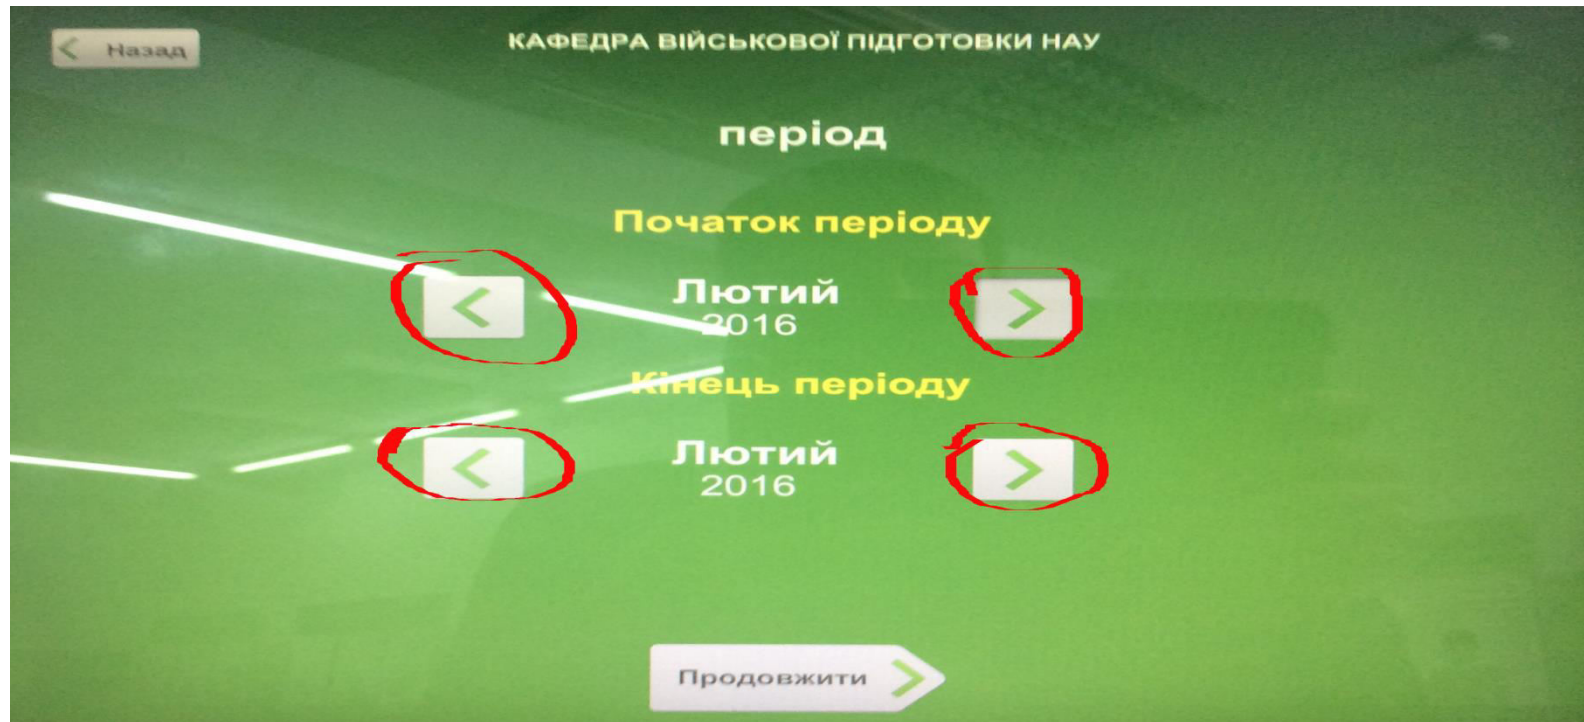 Назад
КАФЕДРА ВІЙСЬКОВОЇ ПІДГОТОВКИ НАУ
період
Початок періоду
Лютий
2016
Кінець періоду
Лютий
2016
Продовжити